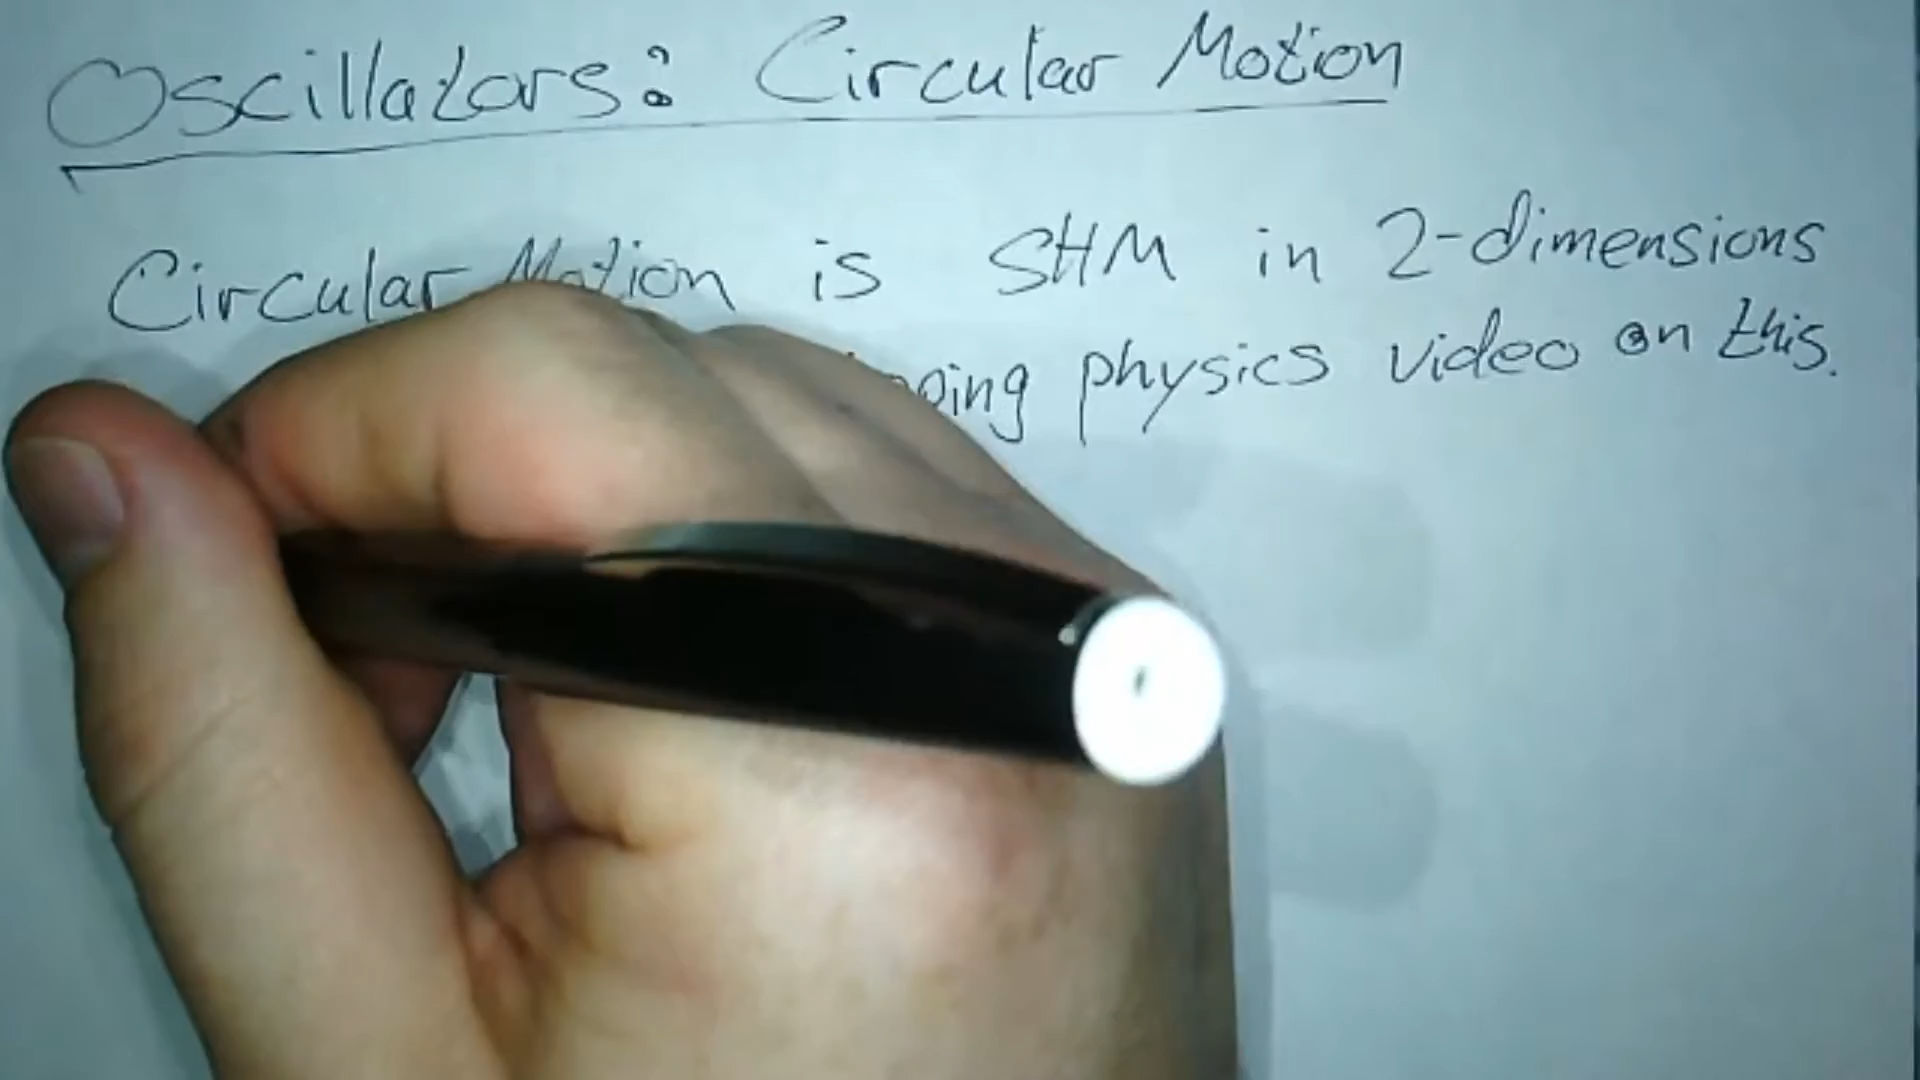 Oscillators: Circular Motion
Circular Motion is SHM in 2-dimensions
physics video on this.